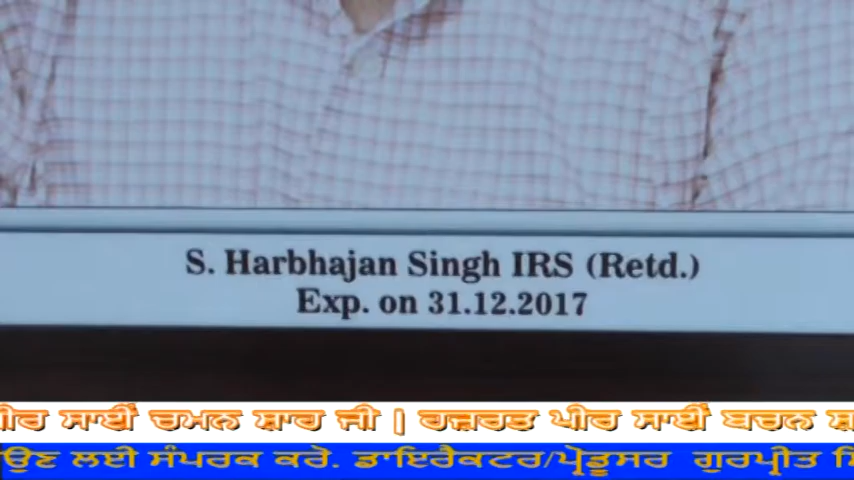 S. Harbhajan Singh IRS (Retd.)
Exp. on 31.12.2017
ਸਾਈਂ ਚਮਨ ਸ਼ਾਹ ਜੀ | ਹਜ਼ਰਤ ਪੀਰ ਸਾਈਂ ਬਚਨ
ਲਈ ਸੰਪਰਕ ਕਰੋ. ਡਾਇਰੈਕਟਰ/ਪ੍ਰੋਡੂਸਰ ਗੁਰਪ੍ਰੀਤ